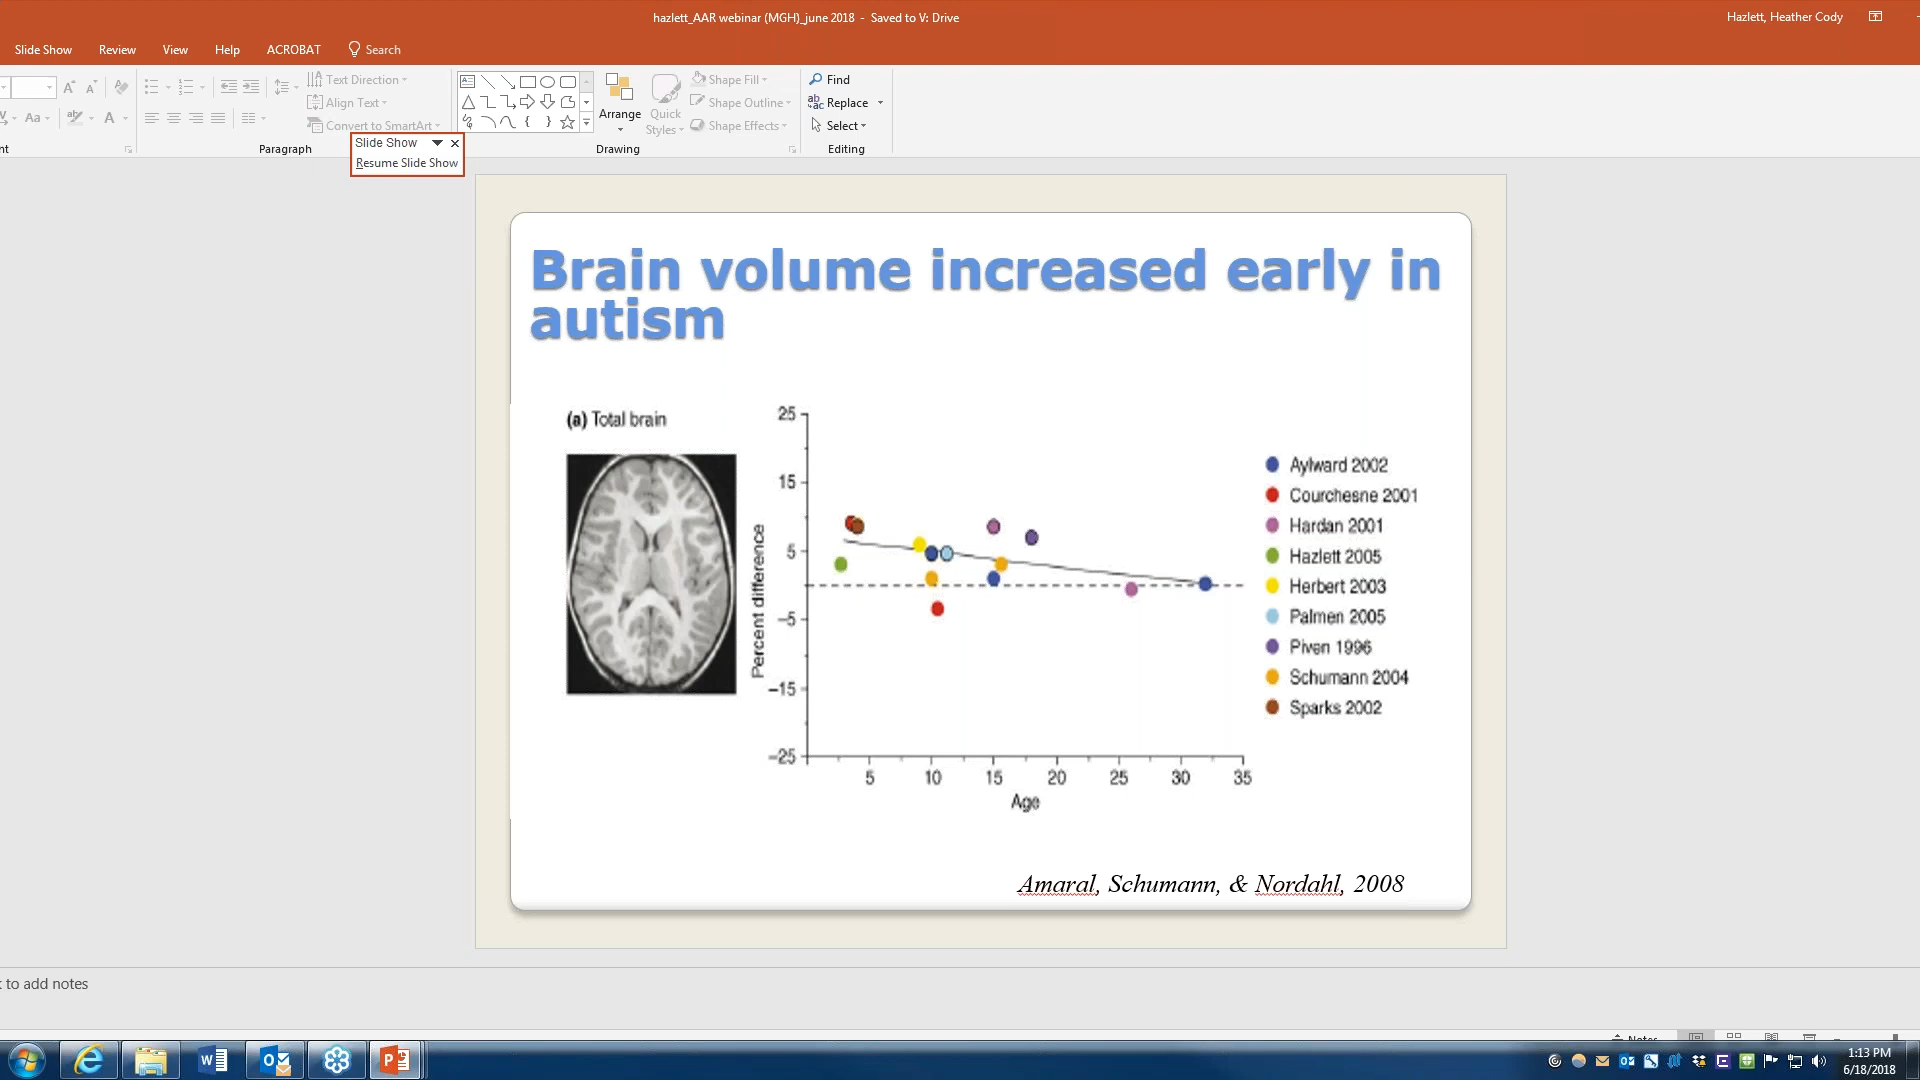 hazlett_AAR webinar (MGH)_june 2018 - Saved to V: Drive
Hazlett, Heather Cody
Slide Show Review View Help ACROBAT Search
Text Direction
Align Text
Convert to SmartArt
Aa
A
Paragraph
Arrange
Quick
Styles
Shape Fill
Shape Outline
Shape Effects
Drawing
Find
Replace
Select
Editing
Slide Show
Resume Slide Show
Brain volume increased early in
autism
(a) Total brain
Percent difference
25
15
5
−5
−15
−25
5 10 15 20 25 30 35
Age
Aylward 2002
Courchesne 2001
Hardan 2001
Hazlett 2005
Herbert 2003
Palmen 2005
Piven 1996
Schumann 2004
Sparks 2002
Amaral, Schumann, & Nordahl, 2008
to add notes
Notes
1:13 PM
6/18/2018